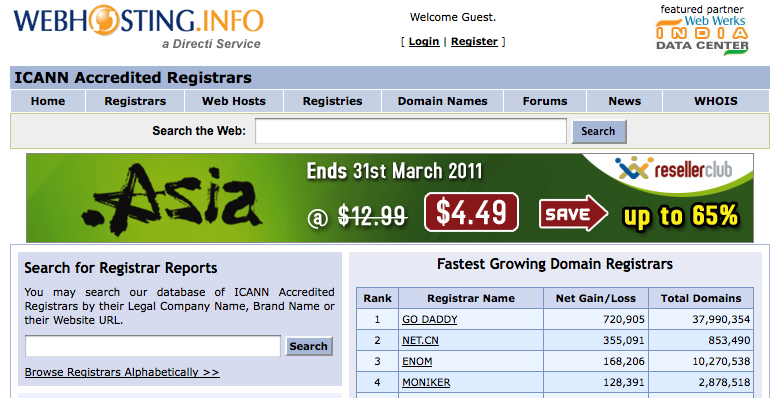 WEBHOSTING.INFO
a Directi Service
Welcome Guest.
[ Login | Register ]
featured partner
Web Werks
INDIA
DATA CENTER
ICANN Accredited Registrars
Home Registrars Web Hosts Registries Domain Names Forums News WHOIS
Search the Web: Search
.Asia
Ends 31st March 2011
@ $12.99 $4.49 SAVE up to 65%
resellerclub
Search for Registrar Reports
You may search our database of ICANN Accredited
Registrars by their Legal Company Name, Brand Name or
their Website URL.
Search
Browse Registrars Alphabetically >>
Fastest Growing Domain Registrars
Rank Registrar Name Net Gain/Loss Total Domains
1 GO DADDY 720,905 37,990,354
2 NET.CN 355,091 853,490
3 ENOM 168,206 10,270,538
4 MONIKER 128,391 2,878,518